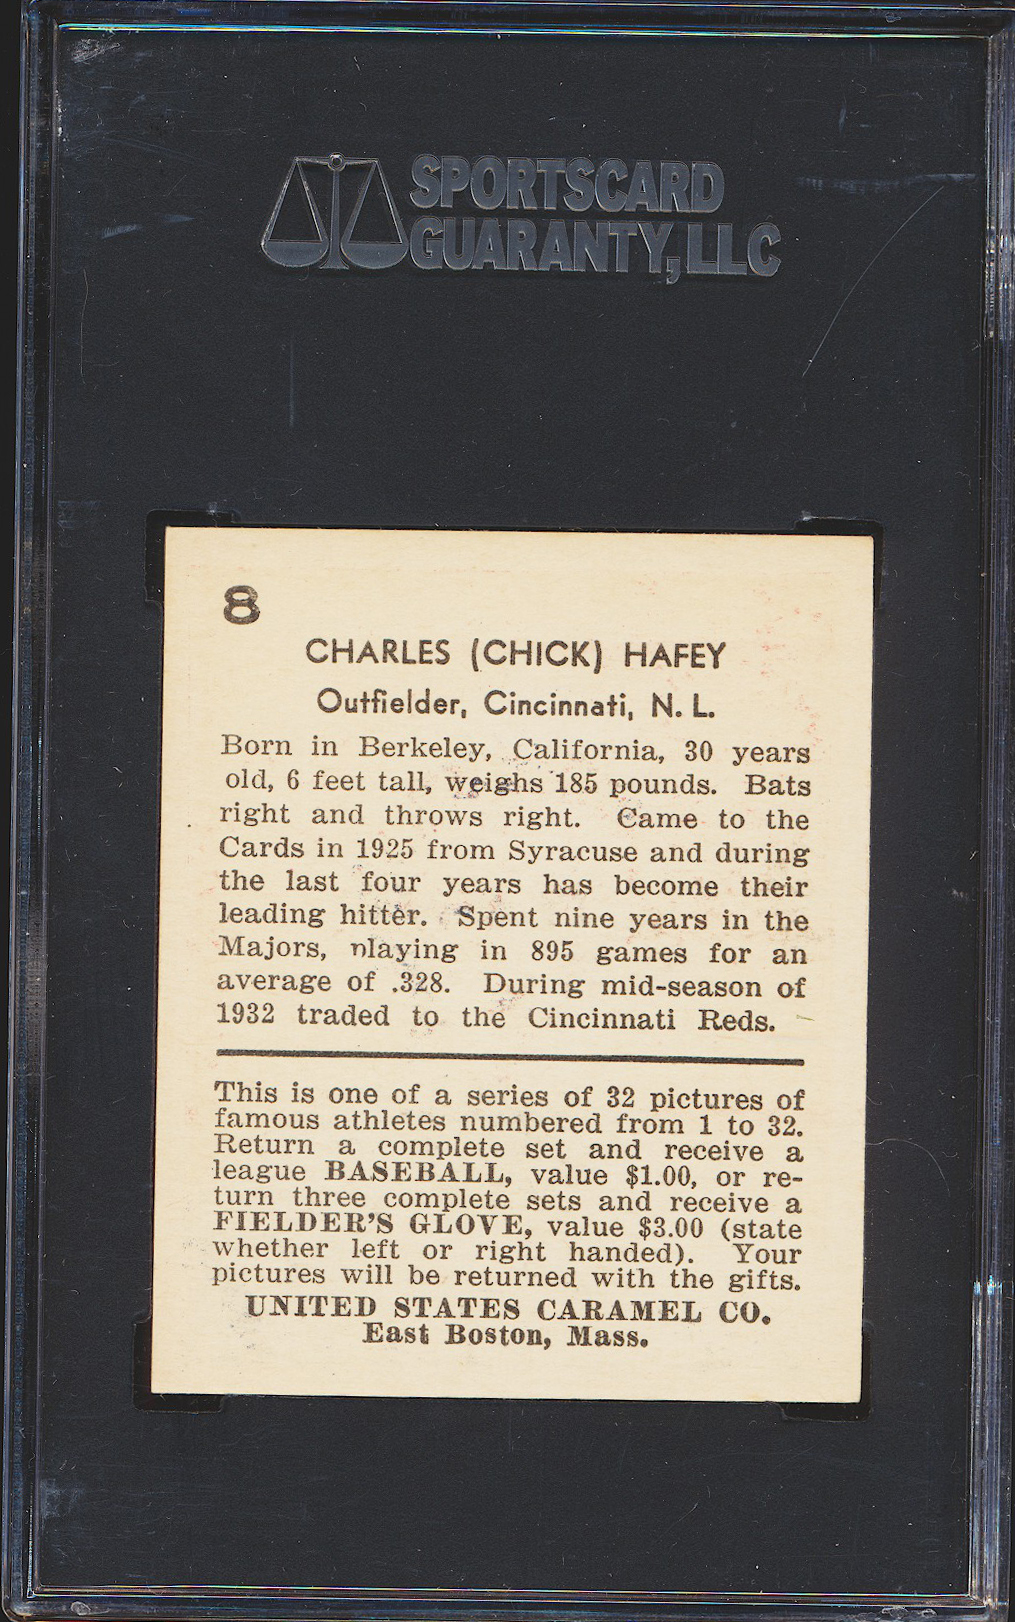 SPORTSCARD
GUARANTY, LLC
8
CHARLES (CHICK) HAFEY
Outfielder, Cincinnati, N. L.
Born in Berkeley, California, 30 years
old, 6 feet tall, weighs 185 pounds. Bats
right and throws right. Came to the
Cards in 1925 from Syracuse and during
the last four years has become their
leading hitter. Spent nine years in the
Majors, playing in 895 games for an
average of .328. During mid-season of
1932 traded to the Cincinnati Reds.
This is one of a series of 32 pictures of
famous athletes numbered from 1 to 32.
Return a complete set and receive a
league BASEBALL, value $1.00, or re-
turn three complete sets and receive a
FIELDER'S GLOVE, value $3.00 (state
whether left or right handed). Your
pictures will be returned with the gifts.
UNITED STATES CARAMEL CO.
East Boston, Mass.